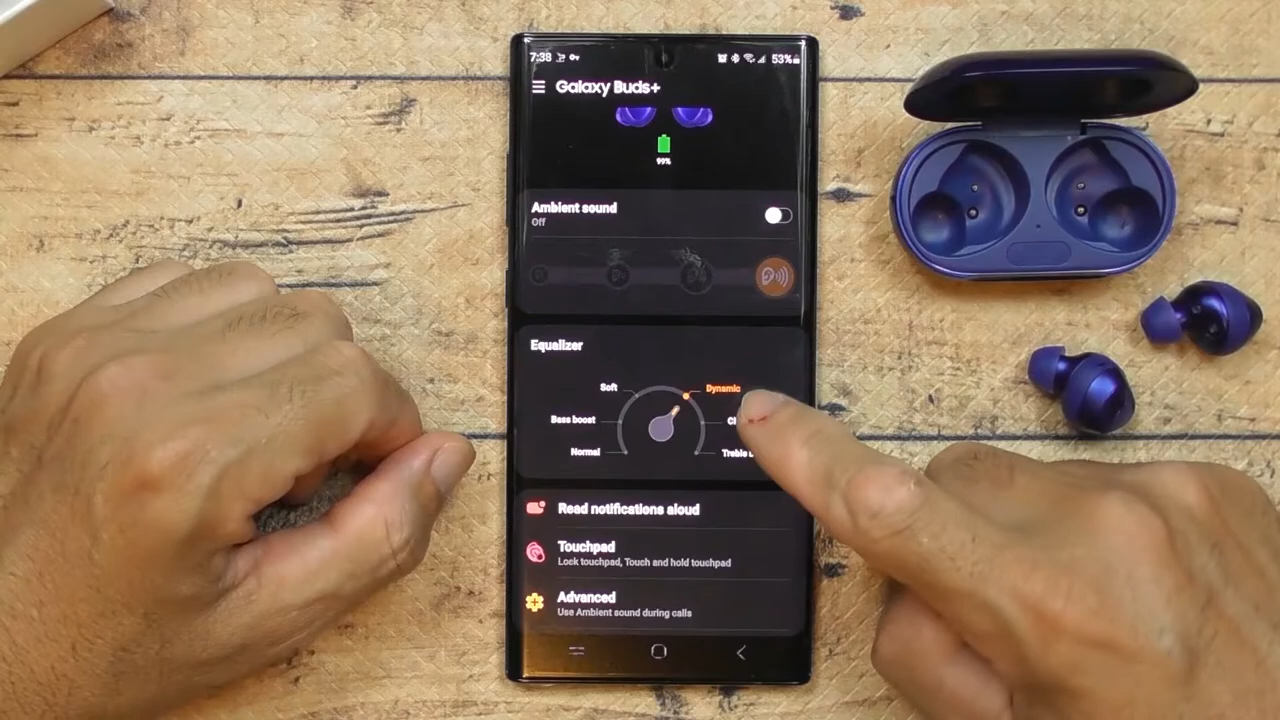 7:38
53%
Galaxy Buds+
99%
Ambient sound
Off
Equalizer
Soft
Dynamic
Bass boost
Normal
Treble
Read notifications aloud
Touchpad
Lock touchpad, Touch and hold touchpad
Advanced
Use Ambient sound during calls